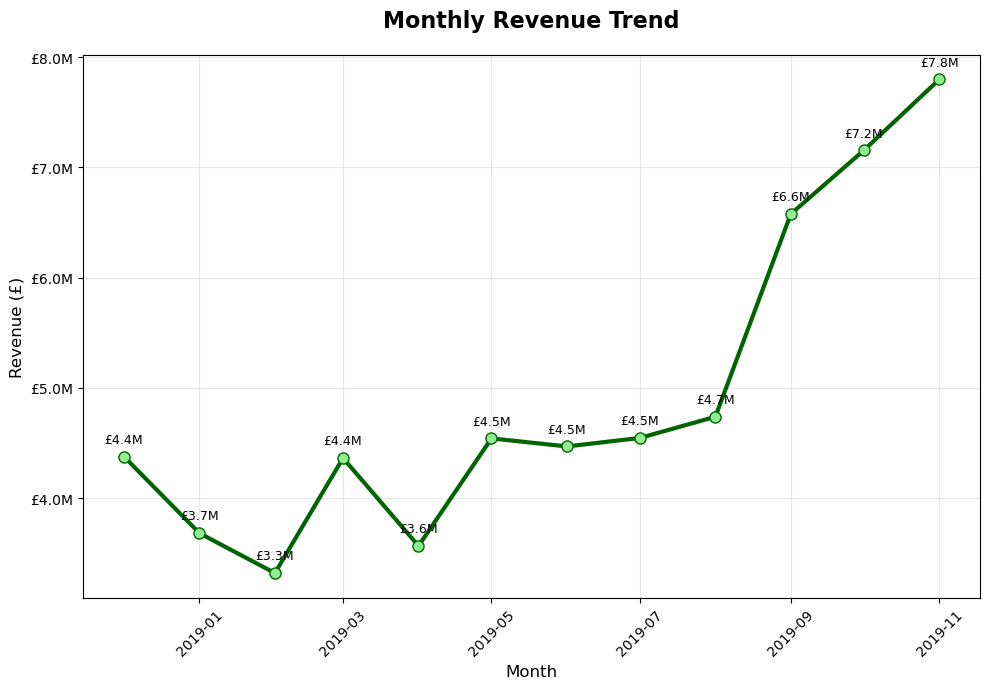 Monthly Revenue Trend
£8.0M
£7.0M
£6.0M
£5.0M
£4.0M
Revenue (£)
£4.4M
£3.7M
£3.3M
£4.4M
£3.6M
£4.5M
£4.5M
£4.5M
£4.7M
£6.6M
£7.2M
£7.8M
2019-01
2019-03
2019-05
2019-07
2019-09
2019-11
Month